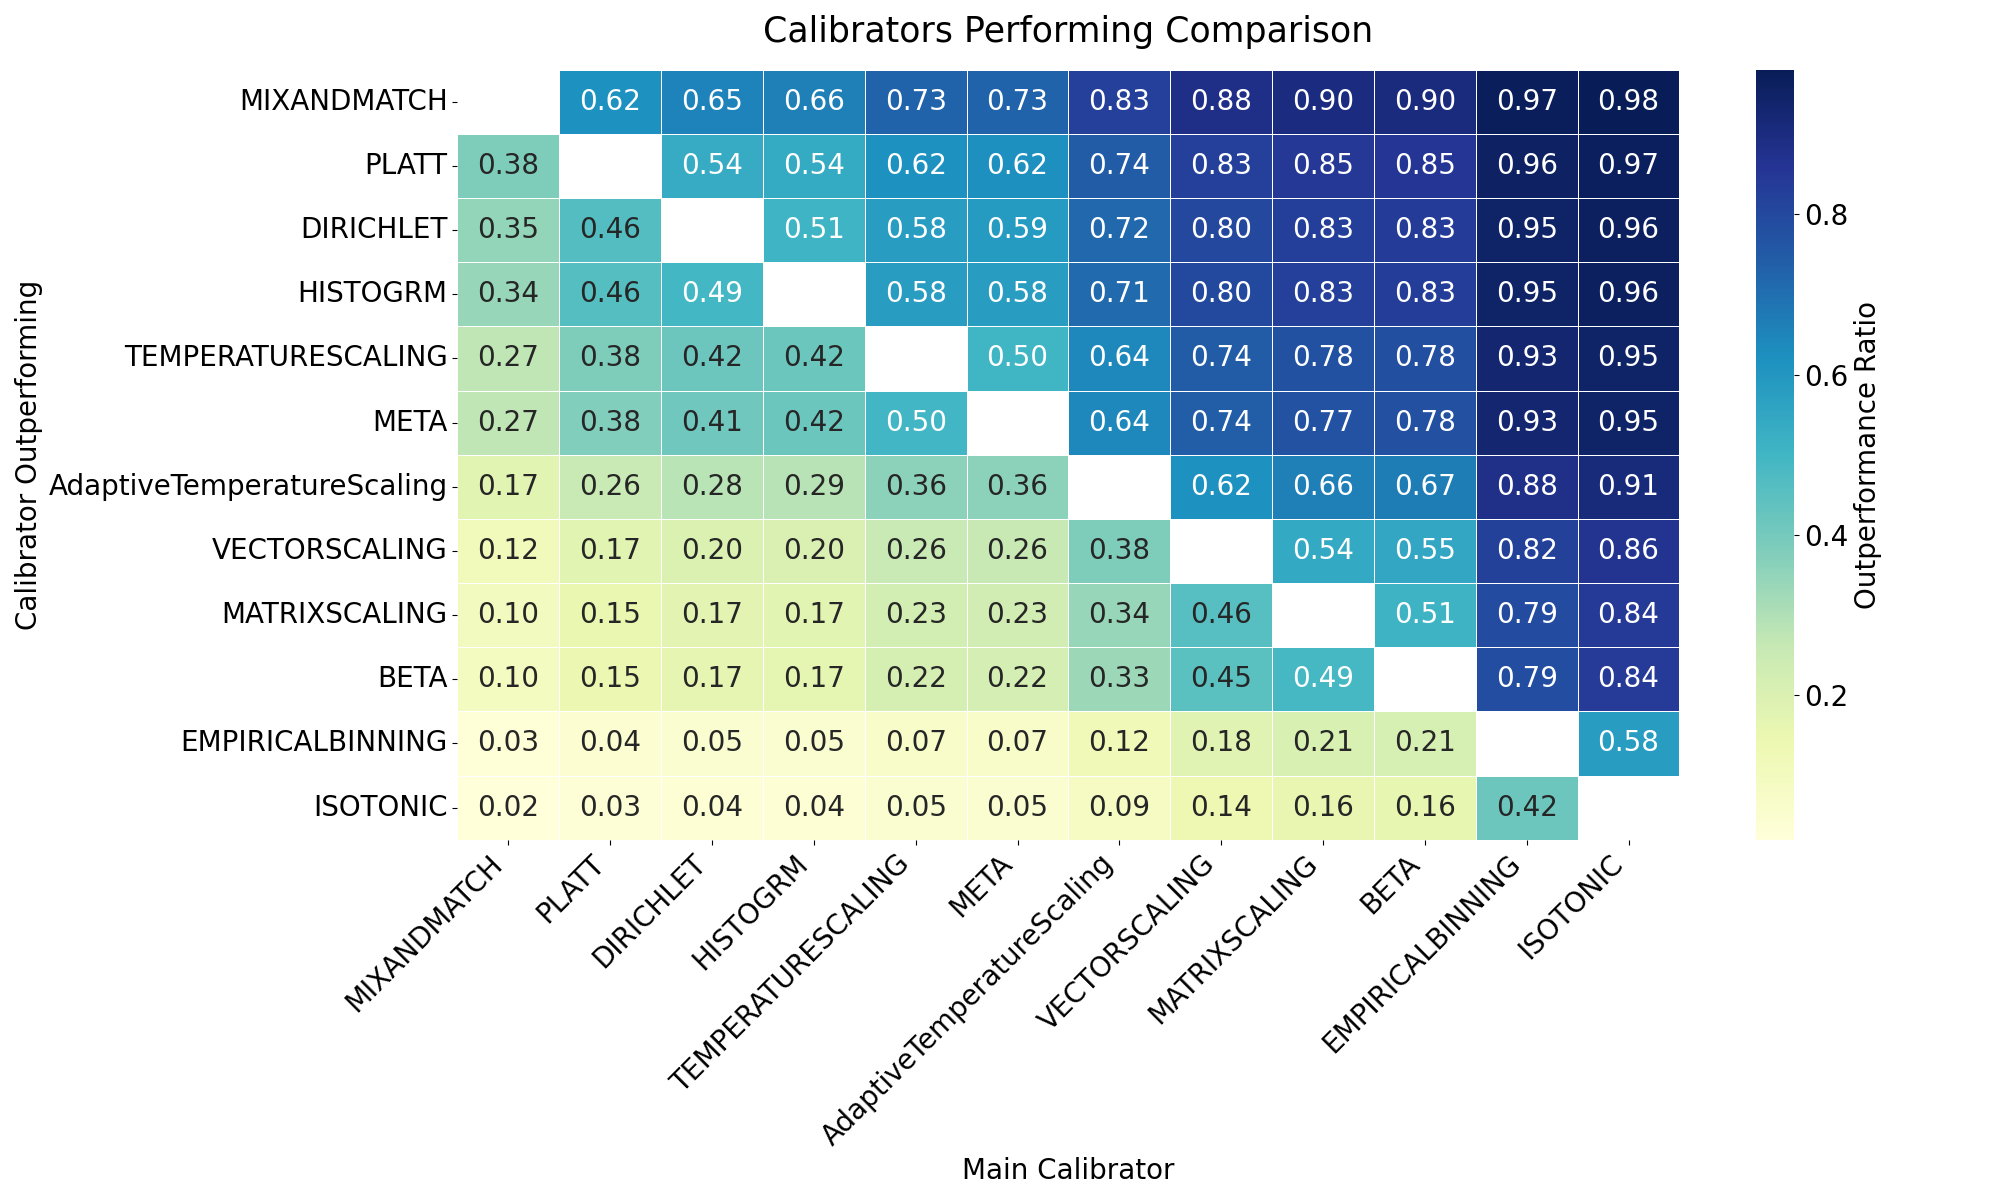 Calibrators Performing Comparison
Calibrator Outperforming
MIXANDMATCH 0.62 0.65 0.66 0.73 0.73 0.83 0.88 0.90 0.90 0.97 0.98
PLATT 0.38 0.54 0.54 0.62 0.62 0.74 0.83 0.85 0.85 0.96 0.97
DIRICHLET 0.35 0.46 0.51 0.58 0.59 0.72 0.80 0.83 0.83 0.95 0.96
HISTOGRM 0.34 0.46 0.49 0.58 0.58 0.71 0.80 0.83 0.83 0.95 0.96
TEMPERATURESCALING 0.27 0.38 0.42 0.42 0.50 0.64 0.74 0.78 0.78 0.93 0.95
META 0.27 0.38 0.41 0.42 0.50 0.64 0.74 0.77 0.78 0.93 0.95
AdaptiveTemperatureScaling 0.17 0.26 0.28 0.29 0.36 0.36 0.62 0.66 0.67 0.88 0.91
VECTORSCALING 0.12 0.17 0.20 0.20 0.26 0.26 0.38 0.54 0.55 0.82 0.86
MATRIXSCALING 0.10 0.15 0.17 0.17 0.23 0.23 0.34 0.46 0.51 0.79 0.84
BETA 0.10 0.15 0.17 0.17 0.22 0.22 0.33 0.45 0.49 0.79 0.84
EMPIRICALBINNING 0.03 0.04 0.05 0.05 0.07 0.07 0.12 0.18 0.21 0.21 0.58
ISOTONIC 0.02 0.03 0.04 0.04 0.05 0.05 0.09 0.14 0.16 0.16 0.42
MIXANDMATCH
PLATT
DIRICHLET
HISTOGRM
TEMPERATURESCALING
META
AdaptiveTemperatureScaling
VECTORSCALING
MATRIXSCALING
BETA
EMPIRICALBINNING
ISOTONIC
Main Calibrator
0.8
0.6
0.4
0.2
Outperformance Ratio